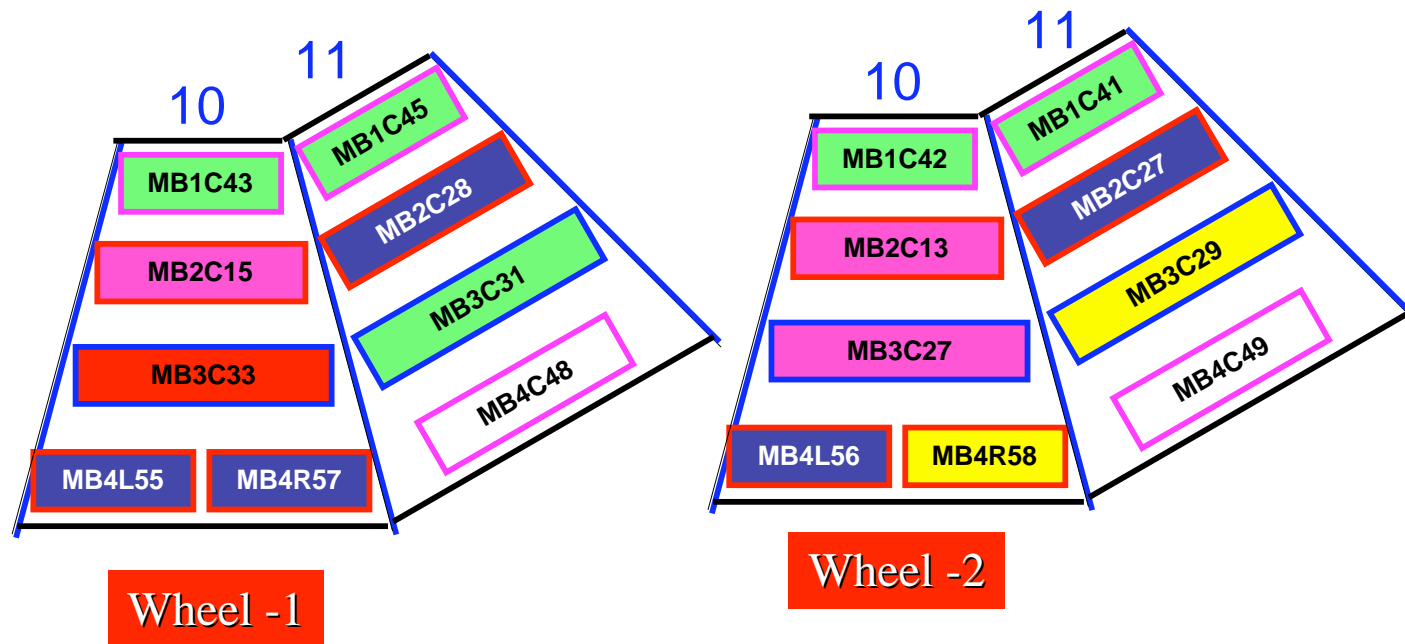 10
11
MB1C43
MB2C15
MB3C33
MB4L55
MB4R57
MB1C45
MB2C28
MB3C31
MB4C48
Wheel -1
10
11
MB1C42
MB2C13
MB3C27
MB4L56
MB4R58
MB1C41
MB2C27
MB3C29
MB4C49
Wheel -2